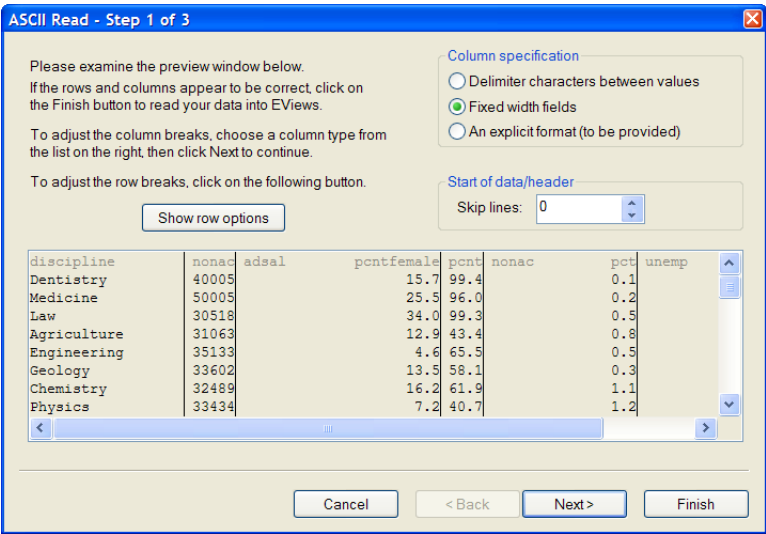 ASCII Read - Step 1 of 3
Please examine the preview window below.
If the rows and columns appear to be correct, click on
the Finish button to read your data into EViews.
To adjust the column breaks, choose a column type from
the list on the right, then click Next to continue.
To adjust the row breaks, click on the following button.
Show row options
Column specification
Delimiter characters between values
Fixed width fields
An explicit format (to be provided)
Start of data/header
Skip lines: 0
discipline nonac adsal pcntfemale pcnt nonac pct unemp
Dentistry 40005 15.7 99.4 0.1
Medicine 50005 25.5 96.0 0.2
Law 30518 34.0 99.3 0.5
Agriculture 31063 12.9 43.4 0.8
Engineering 35133 4.6 65.5 0.5
Geology 33602 13.5 58.1 0.3
Chemistry 32489 16.2 61.9 1.1
Physics 33434 7.2 40.7 1.2
Cancel < Back Next > Finish